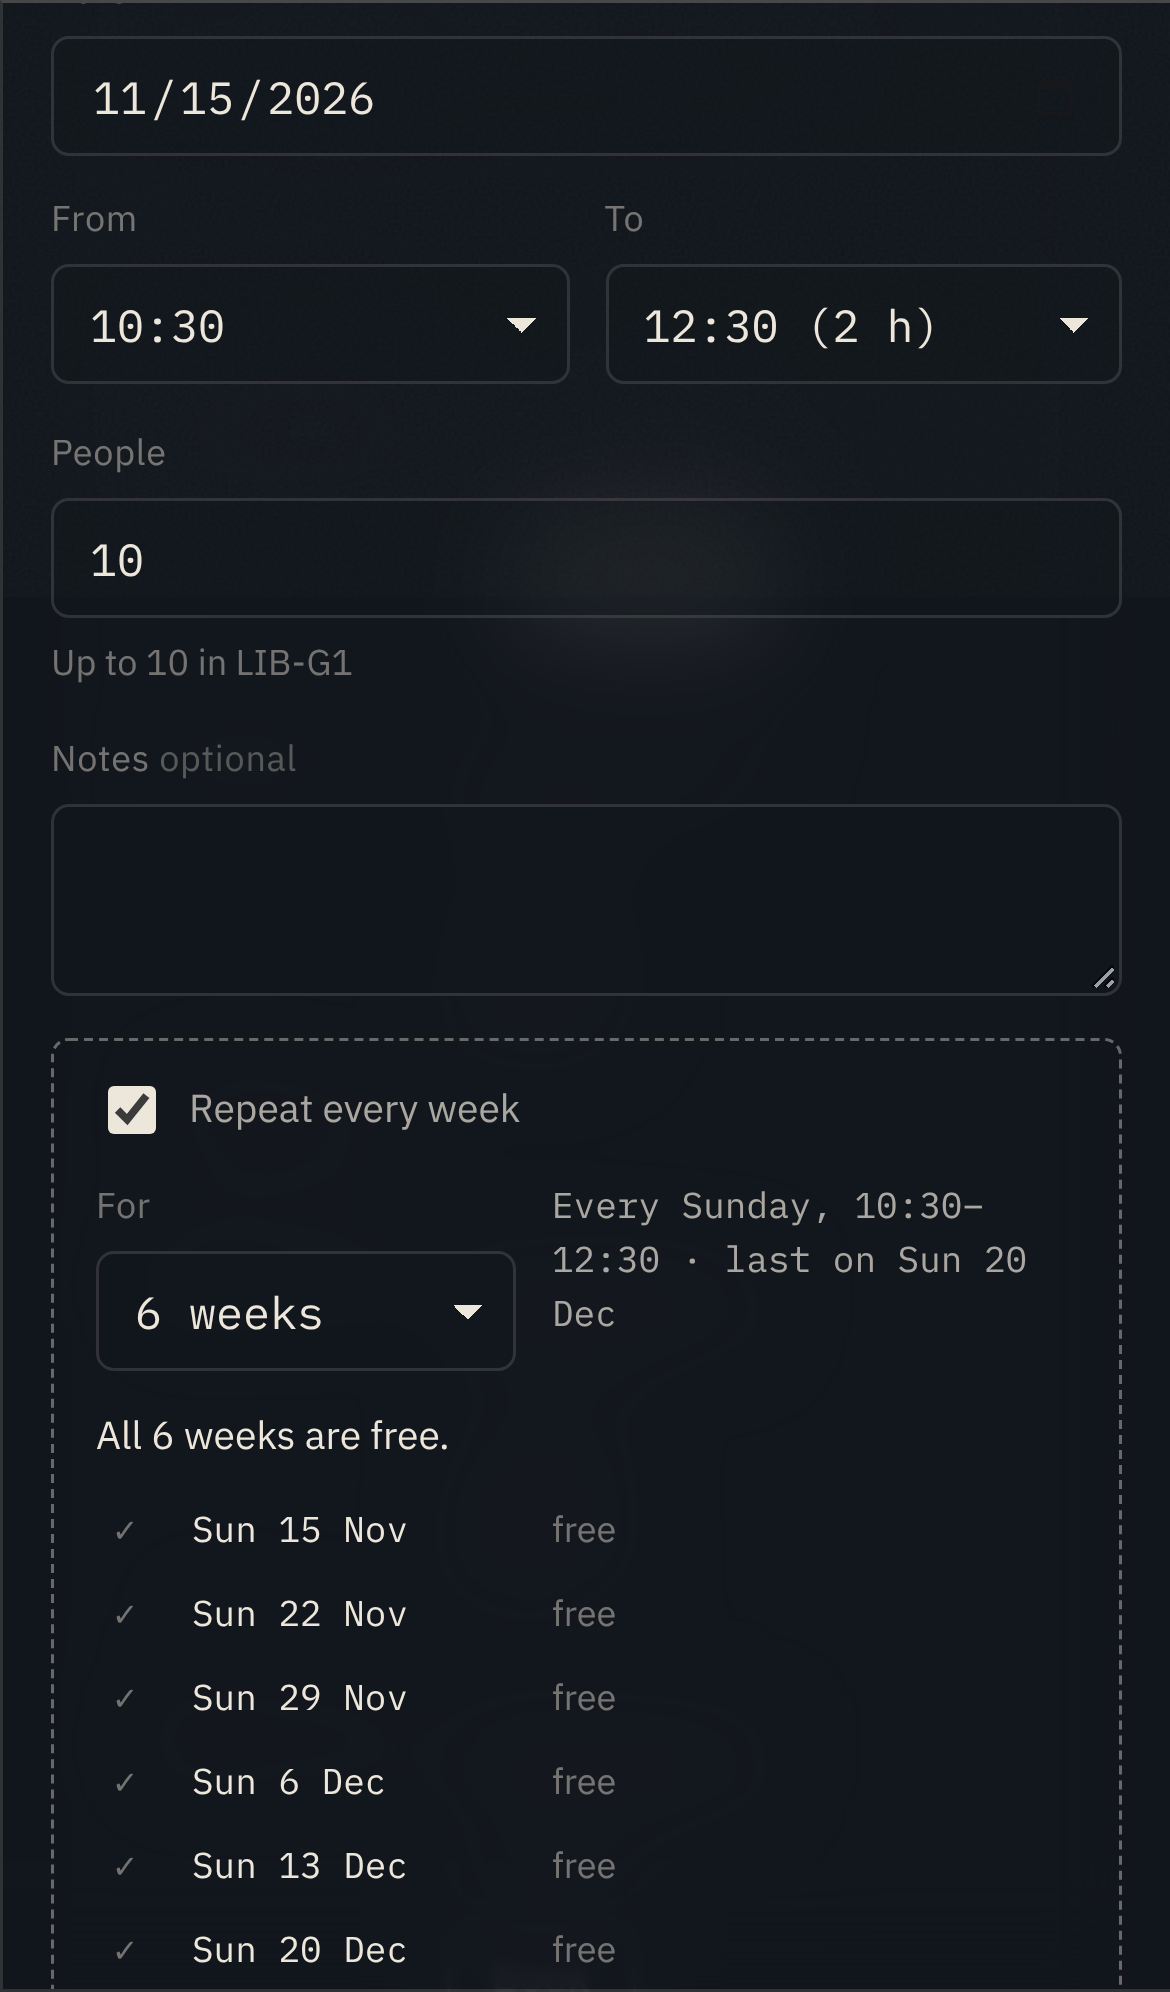 11/15/2026
From
To
10:30
12:30 (2 h)
People
10
Up to 10 in LIB-G1
Notes optional
Repeat every week
For
6 weeks
Every Sunday, 10:30–
12:30 · last on Sun 20
Dec
All 6 weeks are free.
✓ Sun 15 Nov free
✓ Sun 22 Nov free
✓ Sun 29 Nov free
✓ Sun 6 Dec free
✓ Sun 13 Dec free
✓ Sun 20 Dec free